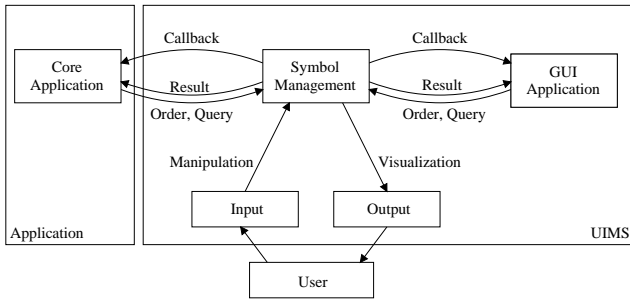 Callback
Callback
Core
Application
Symbol
Management
GUI
Application
Result
Result
Order, Query
Order, Query
Manipulation
Visualization
Input
Output
Application
UIMS
User